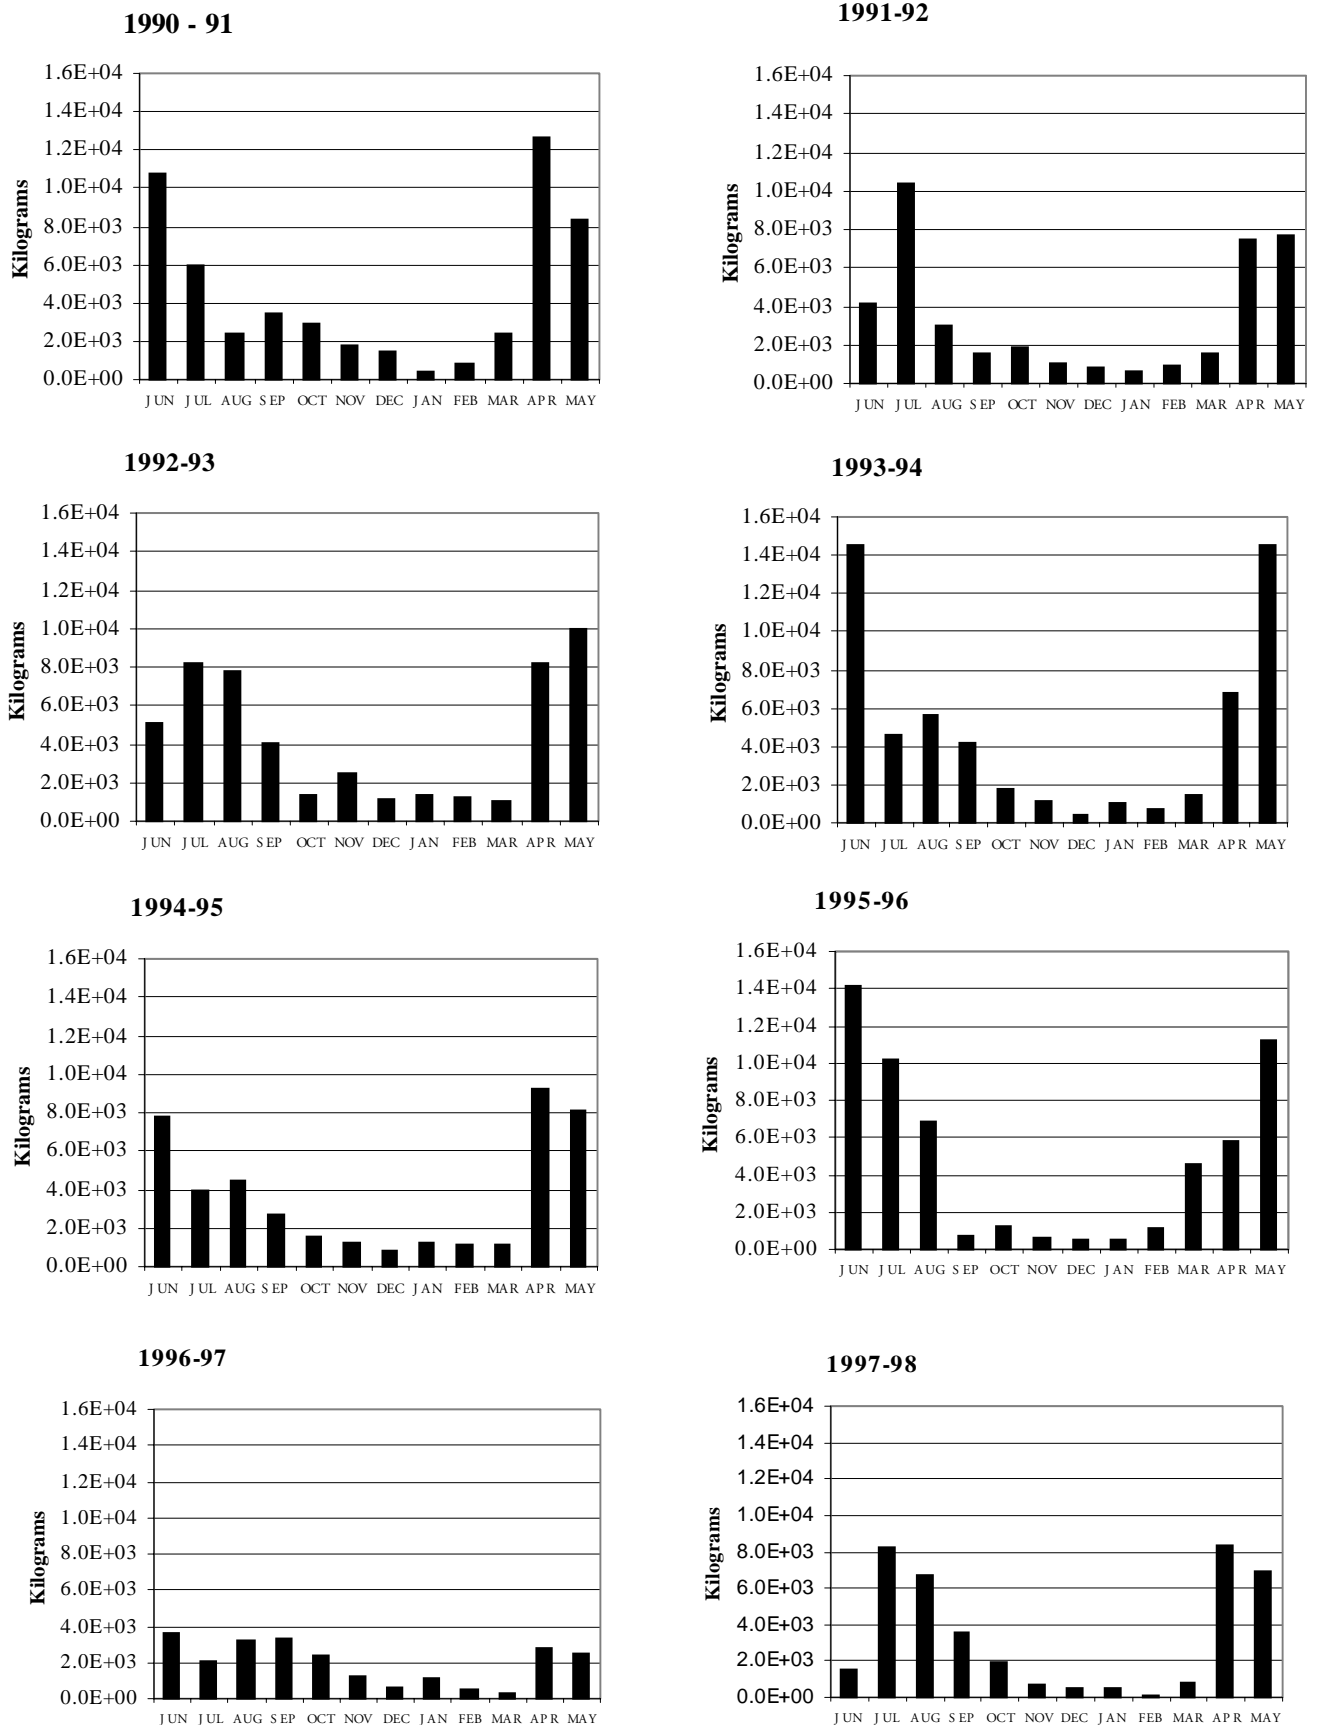 1990 - 91
1.6E+04
1.4E+04
1.2E+04
1.0E+04
8.0E+03
6.0E+03
4.0E+03
2.0E+03
0.0E+00
Kilograms
JUN JUL AUG SEP OCT NOV DEC JAN FEB MAR APR MAY
1991-92
1.6E+04
1.4E+04
1.2E+04
1.0E+04
8.0E+03
6.0E+03
4.0E+03
2.0E+03
0.0E+00
Kilograms
JUN JUL AUG SEP OCT NOV DEC JAN FEB MAR APR MAY
1992-93
1.6E+04
1.4E+04
1.2E+04
1.0E+04
8.0E+03
6.0E+03
4.0E+03
2.0E+03
0.0E+00
Kilograms
JUN JUL AUG SEP OCT NOV DEC JAN FEB MAR APR MAY
1993-94
1.6E+04
1.4E+04
1.2E+04
1.0E+04
8.0E+03
6.0E+03
4.0E+03
2.0E+03
0.0E+00
Kilograms
JUN JUL AUG SEP OCT NOV DEC JAN FEB MAR APR MAY
1994-95
1.6E+04
1.4E+04
1.2E+04
1.0E+04
8.0E+03
6.0E+03
4.0E+03
2.0E+03
0.0E+00
Kilograms
JUN JUL AUG SEP OCT NOV DEC JAN FEB MAR APR MAY
1995-96
1.6E+04
1.4E+04
1.2E+04
1.0E+04
8.0E+03
6.0E+03
4.0E+03
2.0E+03
0.0E+00
Kilograms
JUN JUL AUG SEP OCT NOV DEC JAN FEB MAR APR MAY
1996-97
1.6E+04
1.4E+04
1.2E+04
1.0E+04
8.0E+03
6.0E+03
4.0E+03
2.0E+03
0.0E+00
Kilograms
JUN JUL AUG SEP OCT NOV DEC JAN FEB MAR APR MAY
1997-98
1.6E+04
1.4E+04
1.2E+04
1.0E+04
8.0E+03
6.0E+03
4.0E+03
2.0E+03
0.0E+00
Kilograms
JUN JUL AUG SEP OCT NOV DEC JAN FEB MAR APR MAY